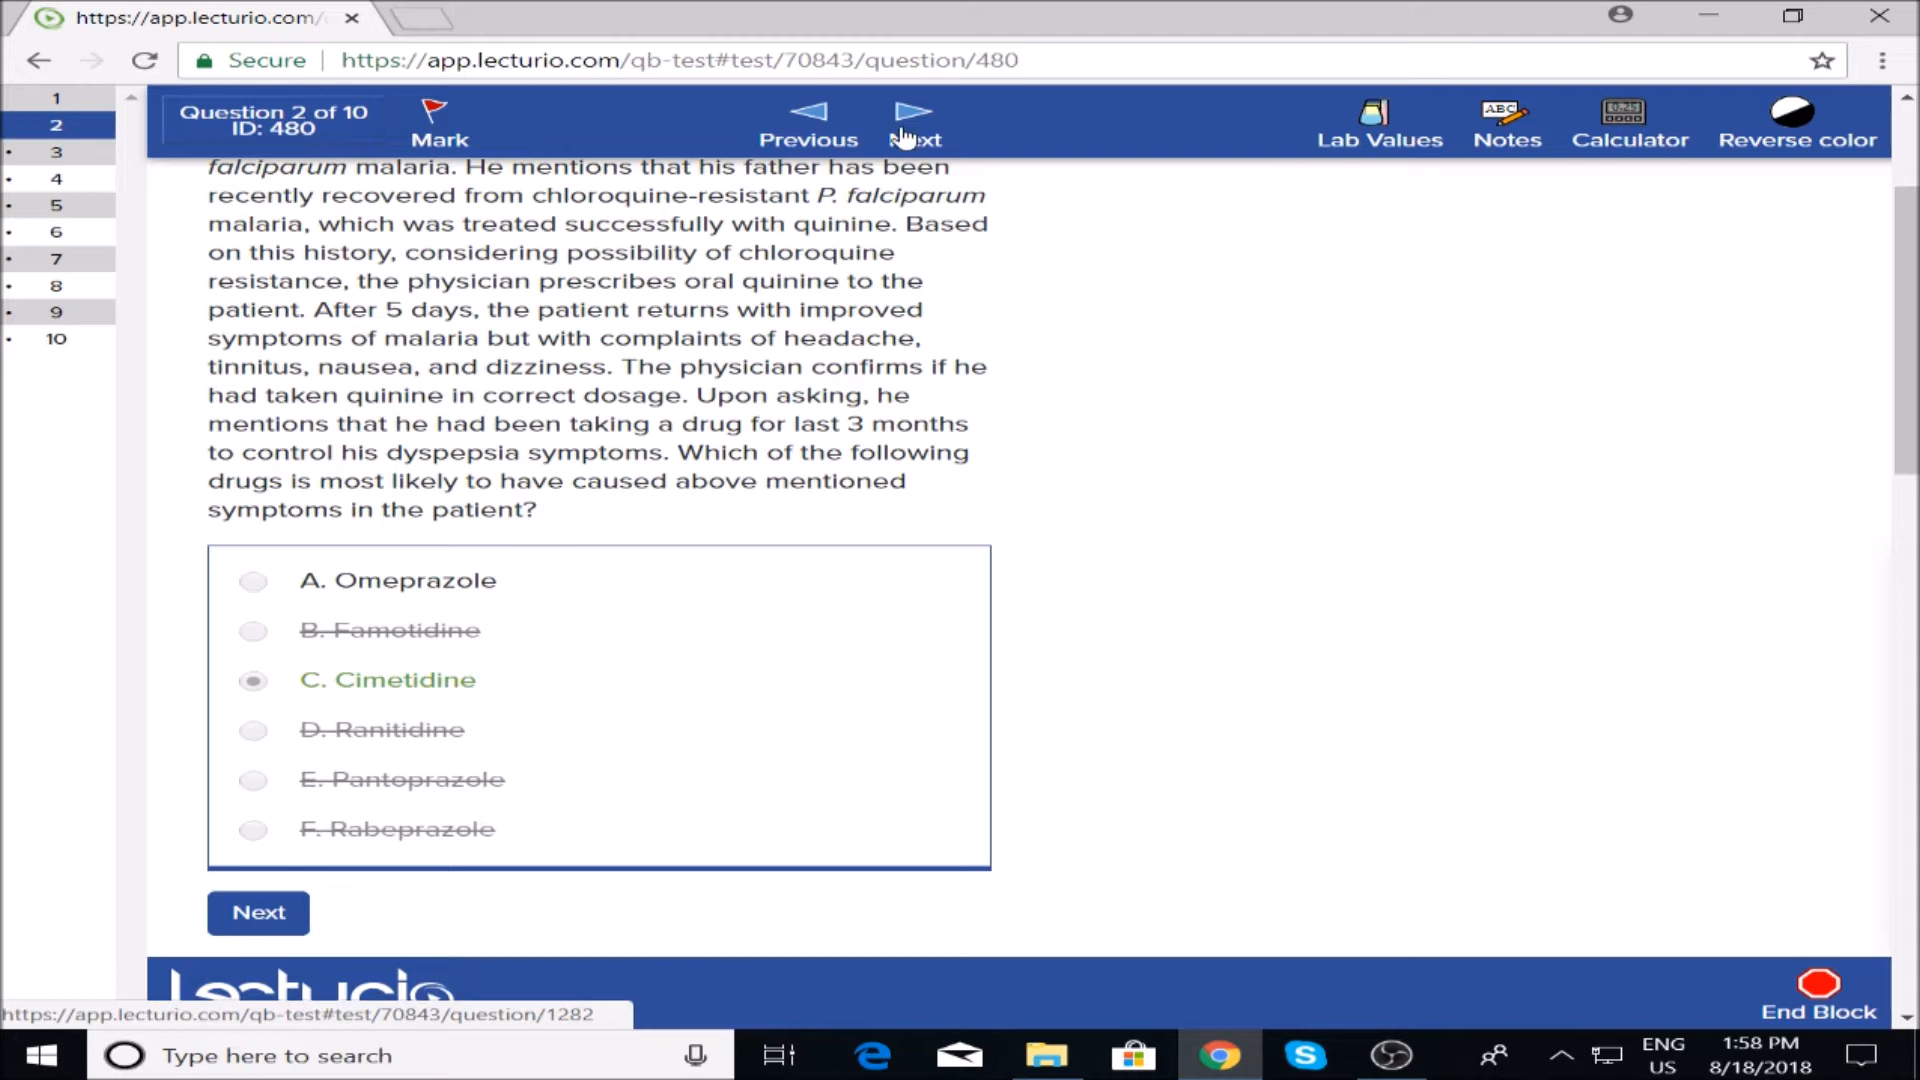 https://app.lecturio.com/
Secure
https://app.lecturio.com/qb-test#test/70843/question/480
1
2
3
4
5
6
7
8
9
10
Question 2 of 10
ID: 480
Mark
Previous
Next
Lab Values
Notes
Calculator
Reverse color
ABC
falciparum malaria. He mentions that his father has been
recently recovered from chloroquine-resistant P. falciparum
malaria, which was treated successfully with quinine. Based
on this history, considering possibility of chloroquine
resistance, the physician prescribes oral quinine to the
patient. After 5 days, the patient returns with improved
symptoms of malaria but with complaints of headache,
tinnitus, nausea, and dizziness. The physician confirms if he
had taken quinine in correct dosage. Upon asking, he
mentions that he had been taking a drug for last 3 months
to control his dyspepsia symptoms. Which of the following
drugs is most likely to have caused above mentioned
symptoms in the patient?
A. Omeprazole
B. Famotidine
C. Cimetidine
D. Ranitidine
E. Pantoprazole
F. Rabeprazole
Next
Lecturio
End Block
https://app.lecturio.com/qb-test#test/70843/question/1282
Type here to search
ENG
US
1:58 PM
8/18/2018